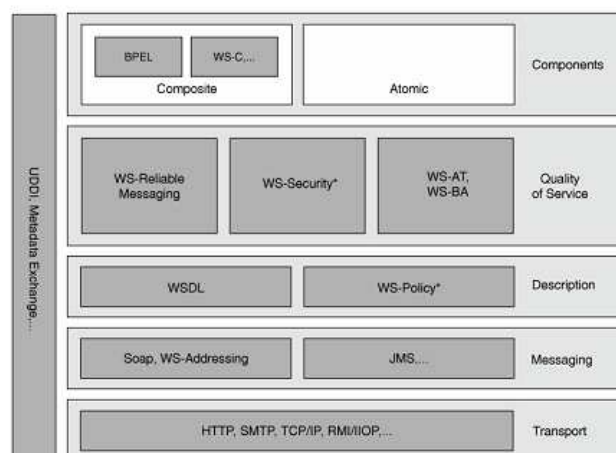 UDDI, Metadata Exchange,...
BPEL
WS-C,...
Composite
Atomic
Components
WS-Reliable
Messaging
WS-Security*
WS-AT,
WS-BA
Quality
of Service
WSDL
WS-Policy*
Description
Soap, WS-Addressing
JMS,...
Messaging
HTTP, SMTP, TCP/IP, RMI/IIOP,...
Transport